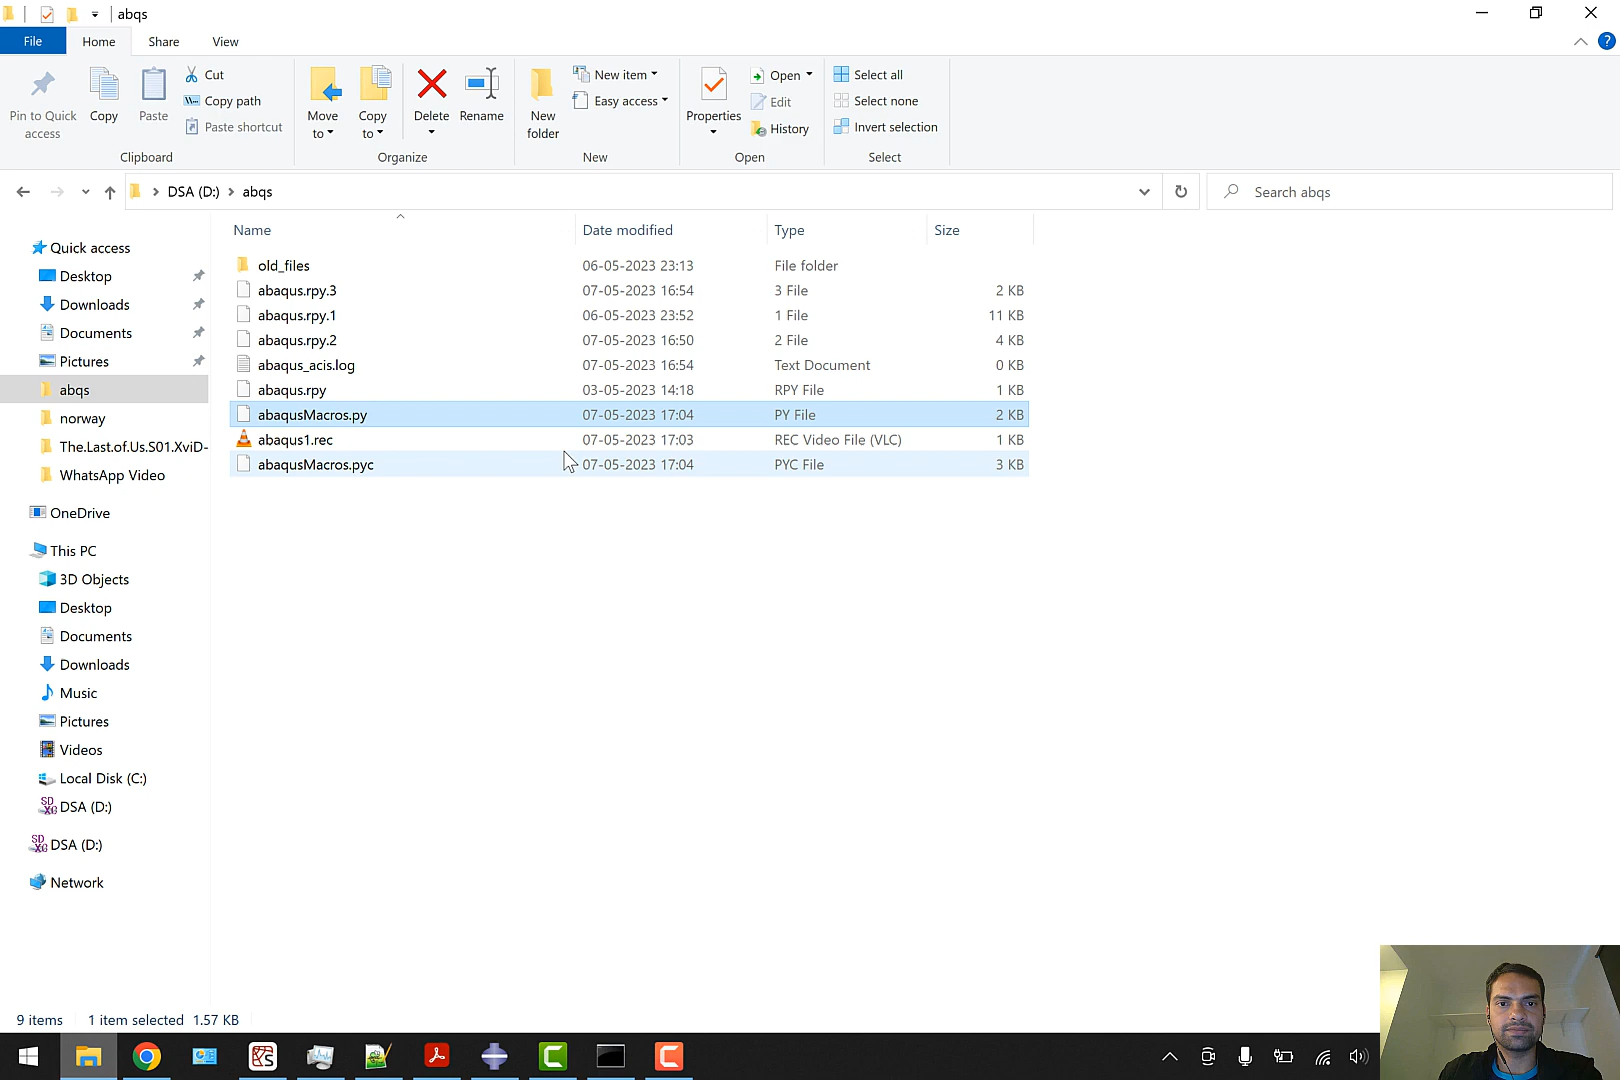 abqs
File Home Share View
Pin to Quick access
Copy
Paste
Cut
Copy path
Paste shortcut
Clipboard
Move to
Copy to
Delete
Rename
Organize
New folder
New item
Easy access
New
Properties
Open
Edit
History
Open
Select all
Select none
Invert selection
Select
DSA (D:) abqs
Search abqs
Name Date modified Type Size
old_files 06-05-2023 23:13 File folder
abaqus.rpy.3 07-05-2023 16:54 3 File 2 KB
abaqus.rpy.1 06-05-2023 23:52 1 File 11 KB
abaqus.rpy.2 07-05-2023 16:50 2 File 4 KB
abaqus_acis.log 07-05-2023 16:54 Text Document 0 KB
abaqus.rpy 03-05-2023 14:18 RPY File 1 KB
abaqusMacros.py 07-05-2023 17:04 PY File 2 KB
abaqus1.rec 07-05-2023 17:03 REC Video File (VLC) 1 KB
abaqusMacros.pyc 07-05-2023 17:04 PYC File 3 KB
Quick access
Desktop
Downloads
Documents
Pictures
abqs
norway
The.Last.of.Us.S01.XviD-
WhatsApp Video
OneDrive
This PC
3D Objects
Desktop
Documents
Downloads
Music
Pictures
Videos
Local Disk (C:)
DSA (D:)
DSA (D:)
Network
9 items 1 item selected 1.57 KB